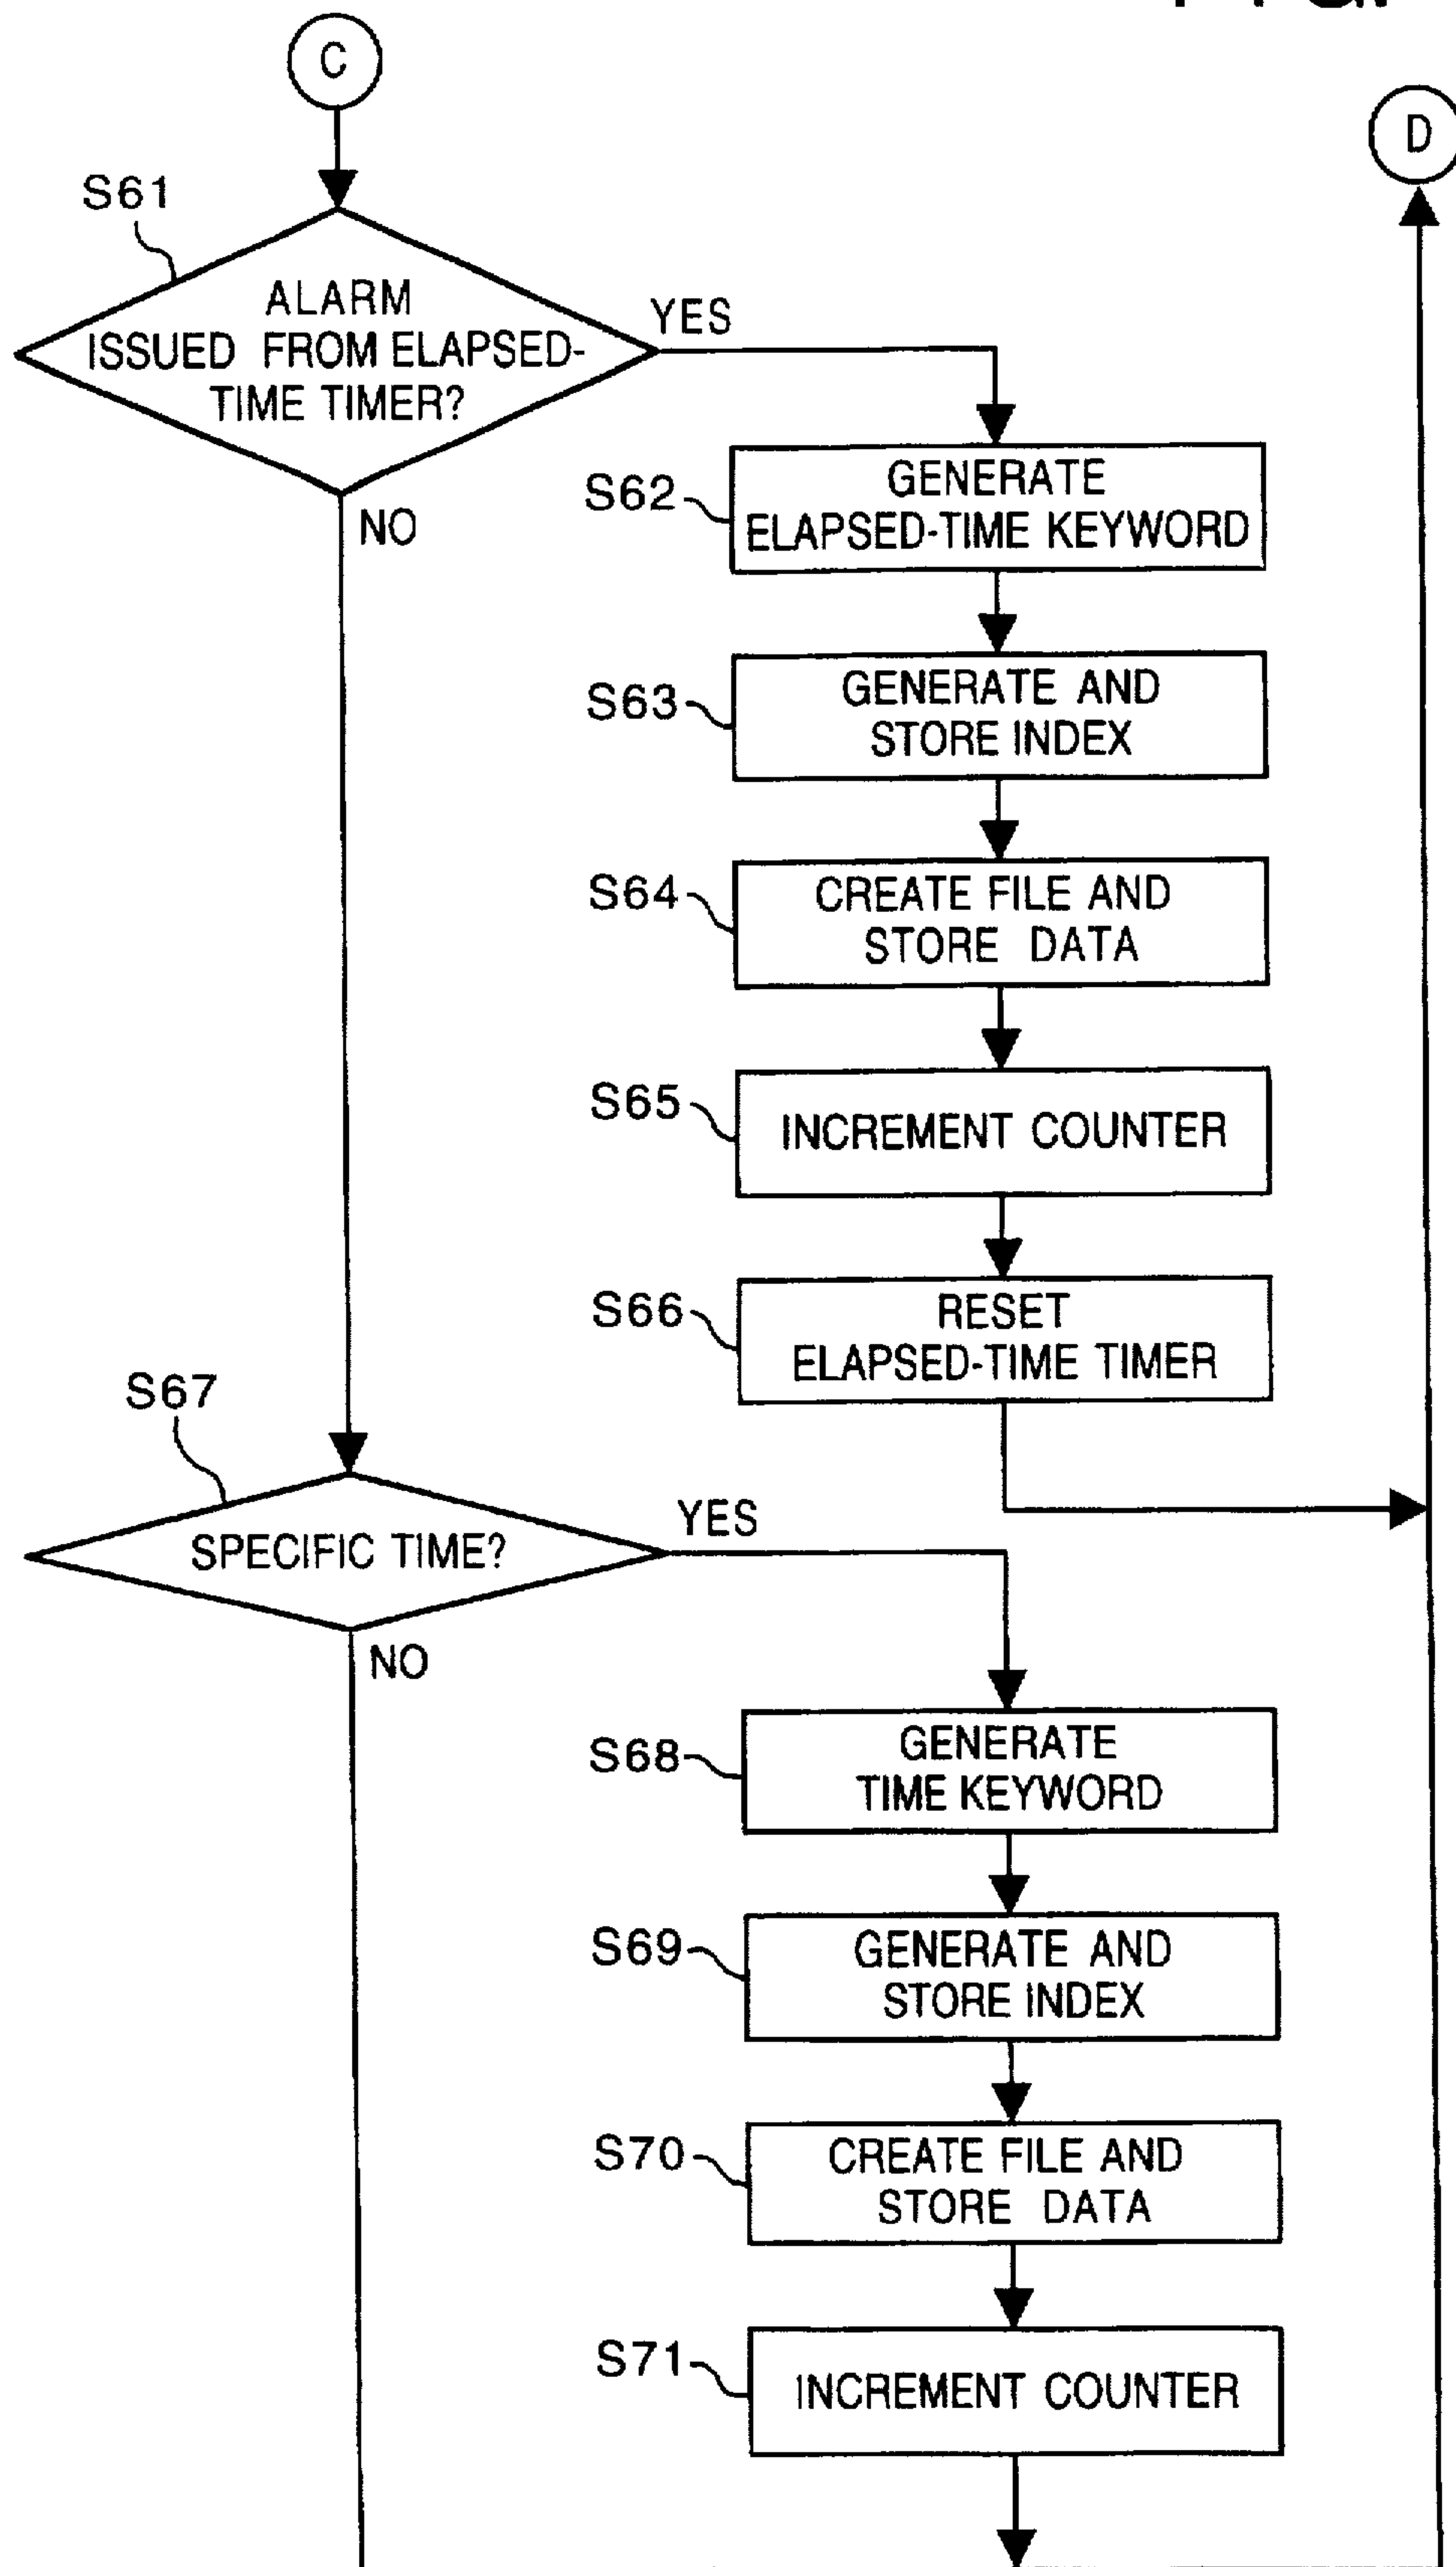 C
D
S61
ALARM
ISSUED FROM ELAPSED-
TIME TIMER?
YES
NO
S62
GENERATE
ELAPSED-TIME KEYWORD
S63
GENERATE AND
STORE INDEX
S64
CREATE FILE AND
STORE DATA
S65
INCREMENT COUNTER
S66
RESET
ELAPSED-TIME TIMER
S67
SPECIFIC TIME?
YES
NO
S68
GENERATE
TIME KEYWORD
S69
GENERATE AND
STORE INDEX
S70
CREATE FILE AND
STORE DATA
S71
INCREMENT COUNTER